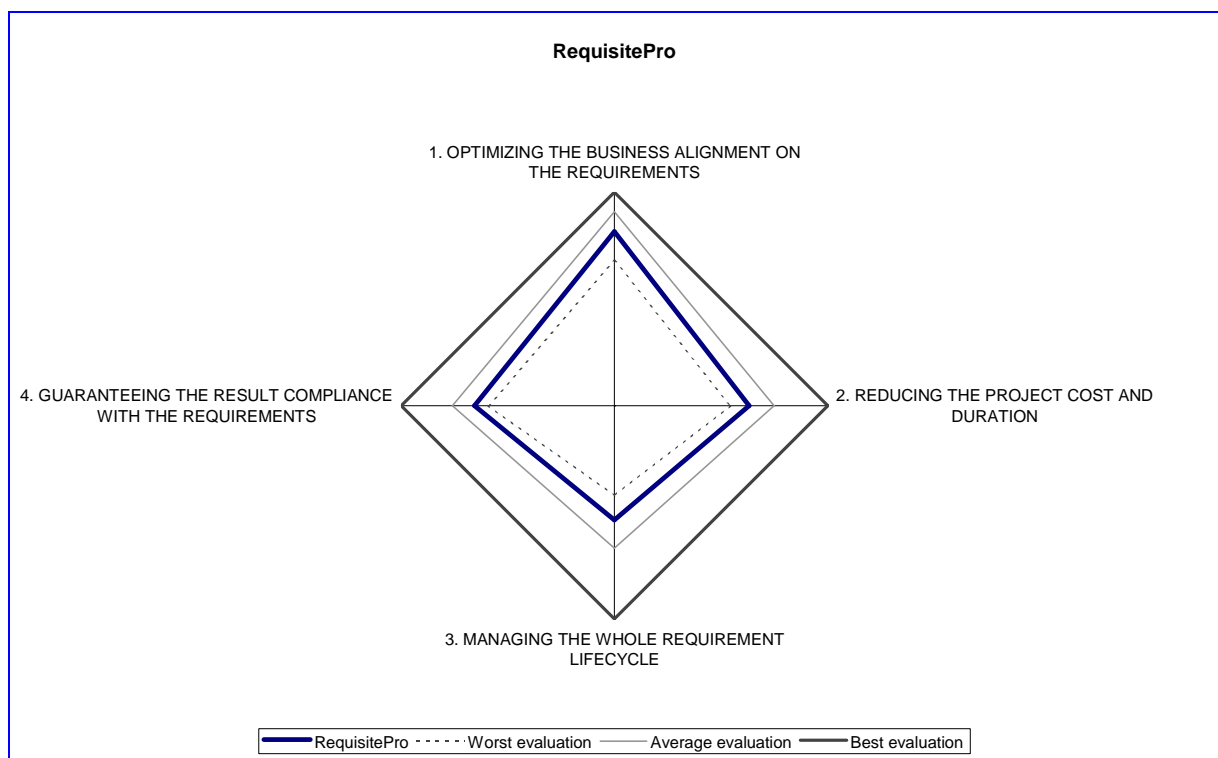 RequisitePro
1. OPTIMIZING THE BUSINESS ALIGNMENT ON
THE REQUIREMENTS
4. GUARANTEEING THE RESULT COMPLIANCE
WITH THE REQUIREMENTS
2. REDUCING THE PROJECT COST AND
DURATION
3. MANAGING THE WHOLE REQUIREMENT
LIFECYCLE
RequisitePro Worst evaluation Average evaluation Best evaluation